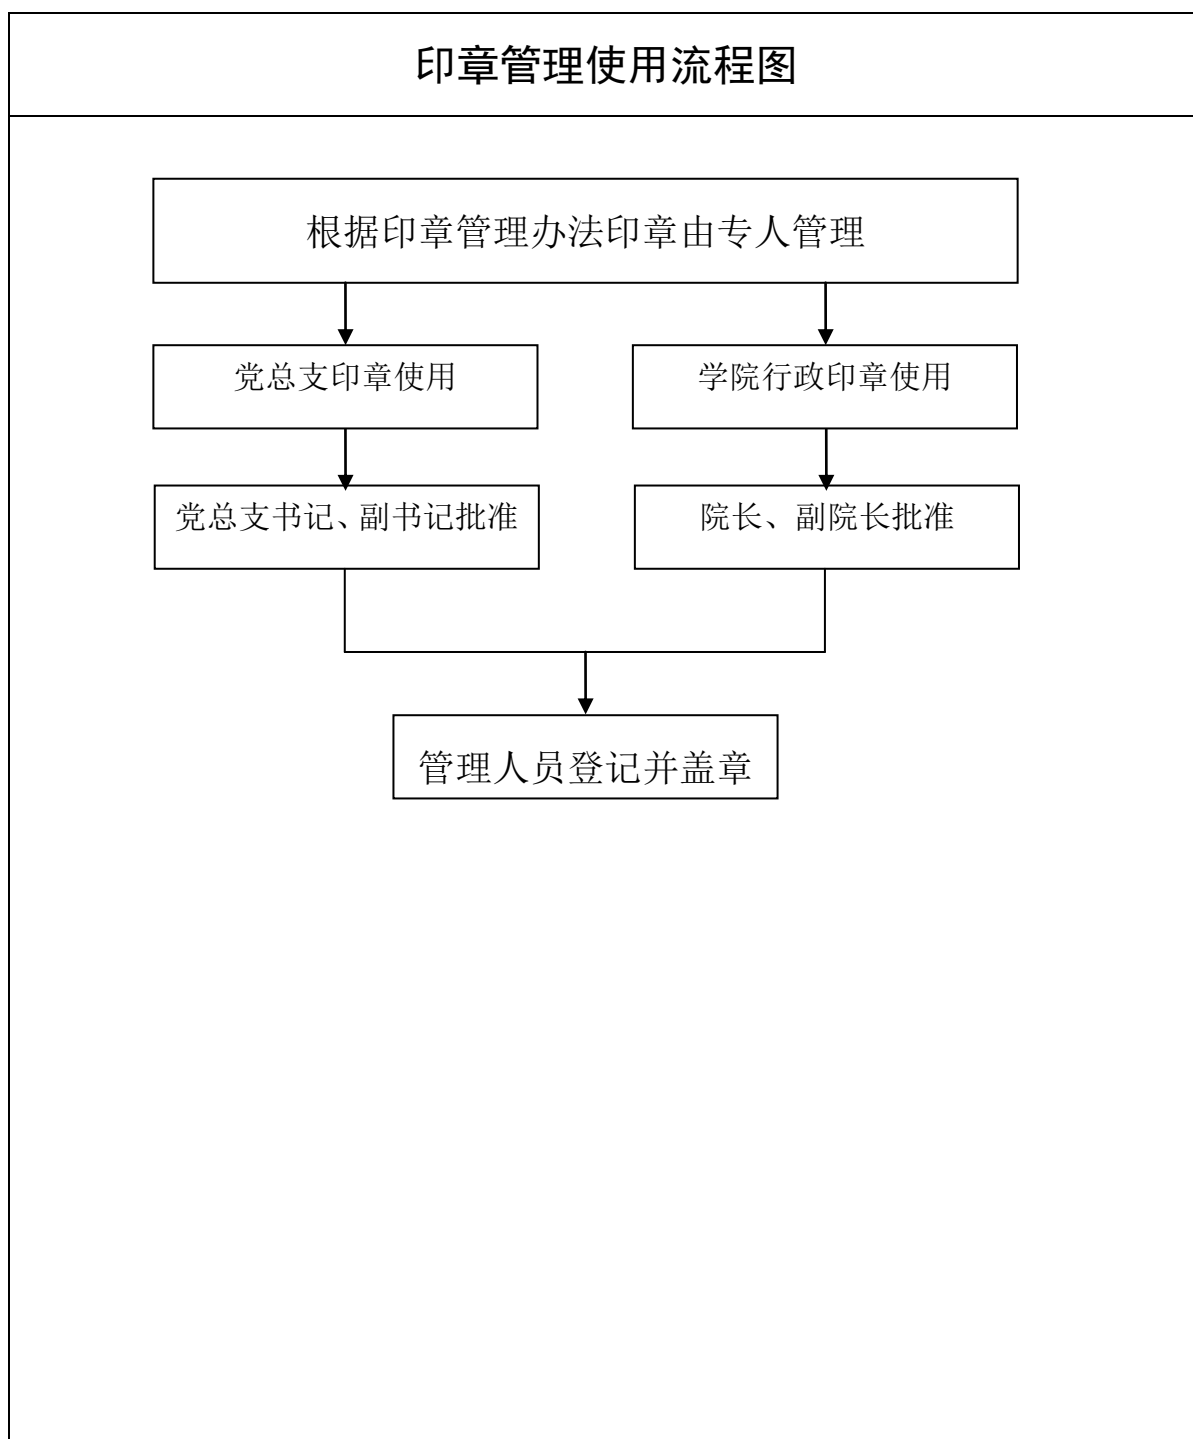 印章管理使用流程图
根据印章管理办法印章由专人管理
党总支印章使用
学院行政印章使用
党总支书记、副书记批准
院长、副院长批准
管理人员登记并盖章